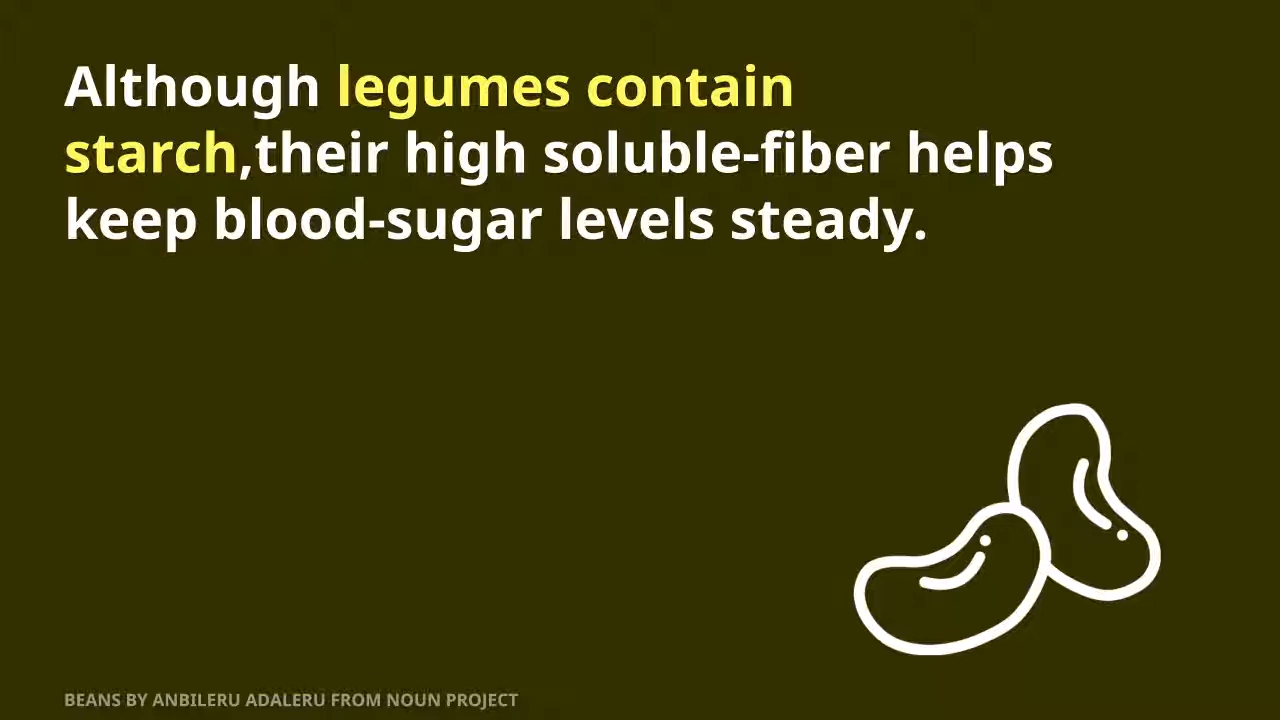 Although legumes contain
starch,their high soluble-fiber helps
keep blood-sugar levels steady.
BEANS BY ANBILERU ADALERU FROM NOUN PROJECT